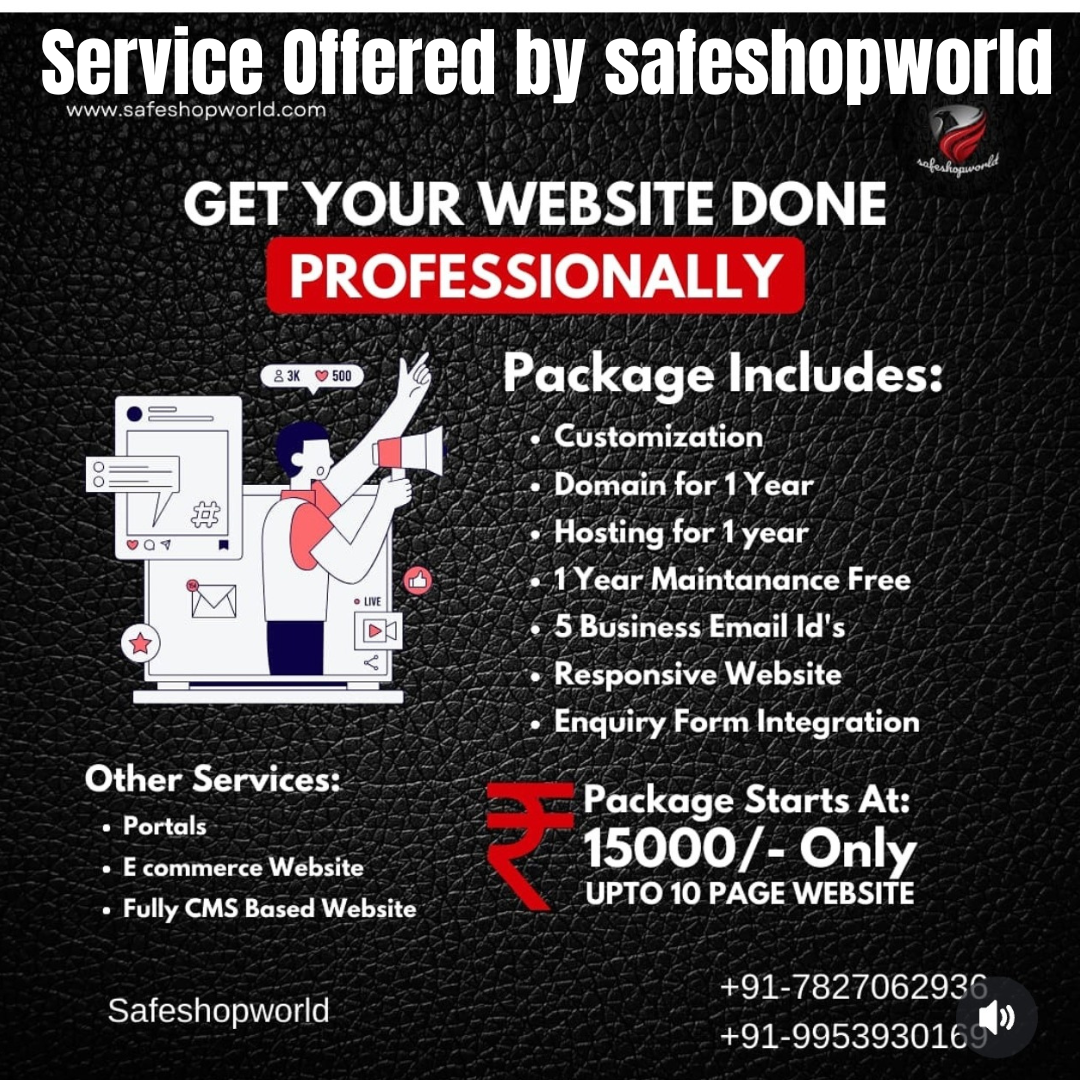 Service Offered by safeshopworld
www.safeshopworld.com
safeshopworld
GET YOUR WEBSITE DONE
PROFESSIONALLY
3K 500
#
LIVE
Package Includes:
• Customization
• Domain for 1 Year
• Hosting for 1 year
• 1 Year Maintanance Free
• 5 Business Email Id's
• Responsive Website
• Enquiry Form Integration
Other Services:
• Portals
• E commerce Website
• Fully CMS Based Website
₹
Package Starts At:
15000/- Only
UPTO 10 PAGE WEBSITE
Safeshopworld
+91-7827062936
+91-9953930169